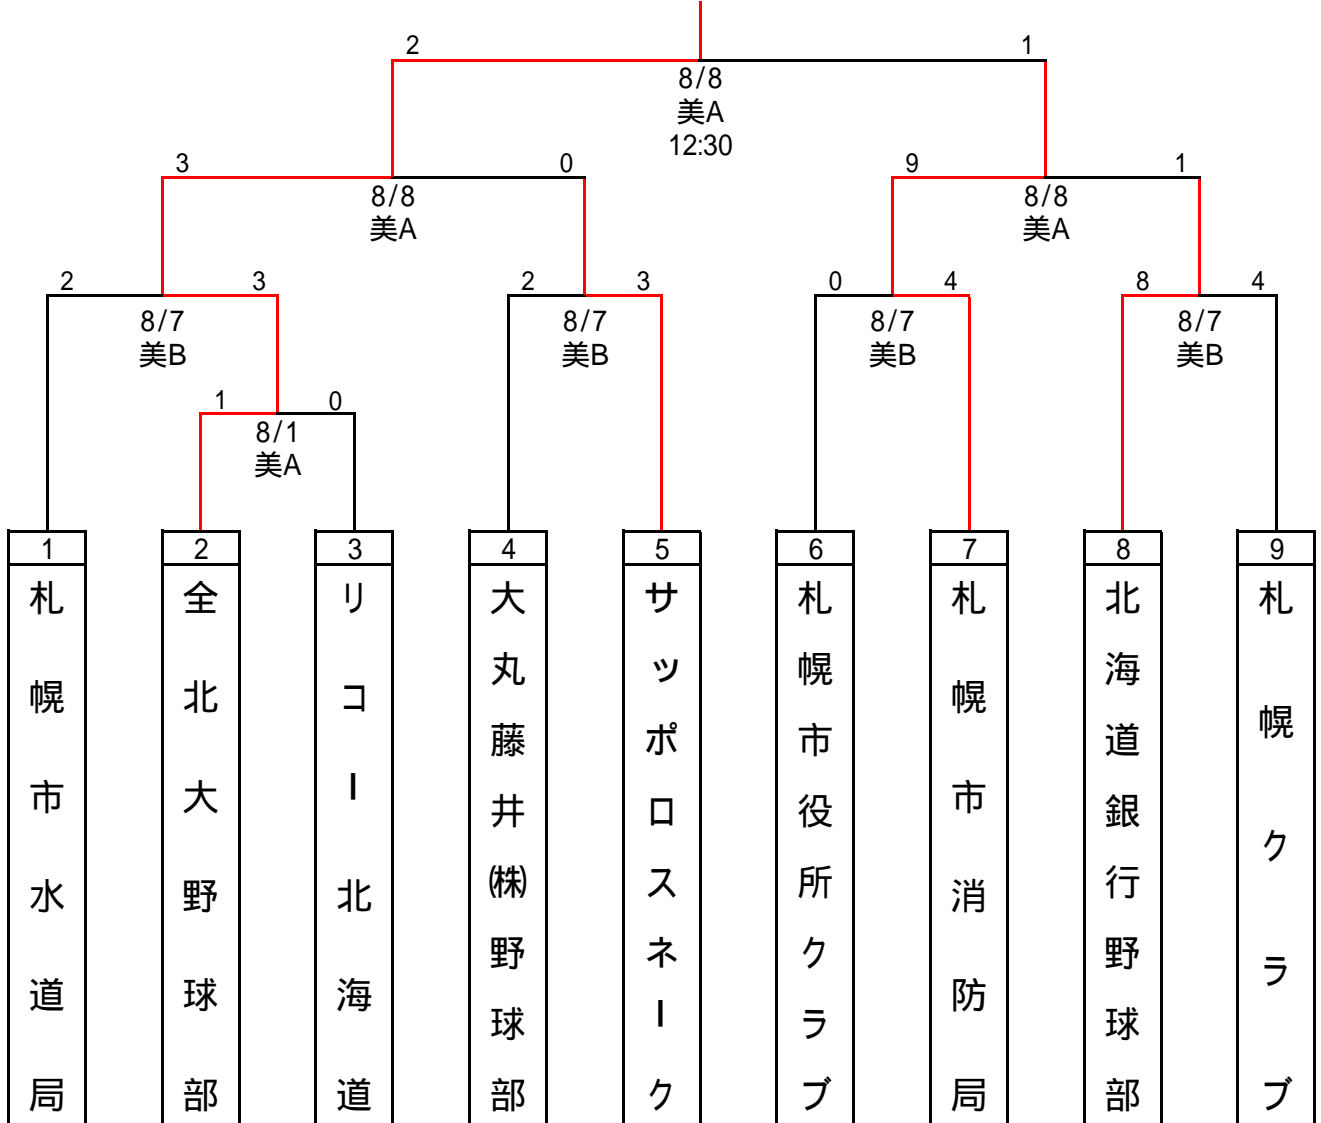 2 1
8/8
美A
12:30
3 0 9 1
8/8 8/8
美A 美A
2 3 2 3 0 4 8 4
8/7 8/7 8/7 8/7
美B 美B 美B 美B
1 0
8/1
美A
1 2 3 4 5 6 7 8 9
札幌市水道局
全北大野球部
リコー北海道
大丸藤井㈱野球部
サッポロスネーク
札幌市役所クラブ
札幌市消防局
北海道銀行野球部
札幌クラブ